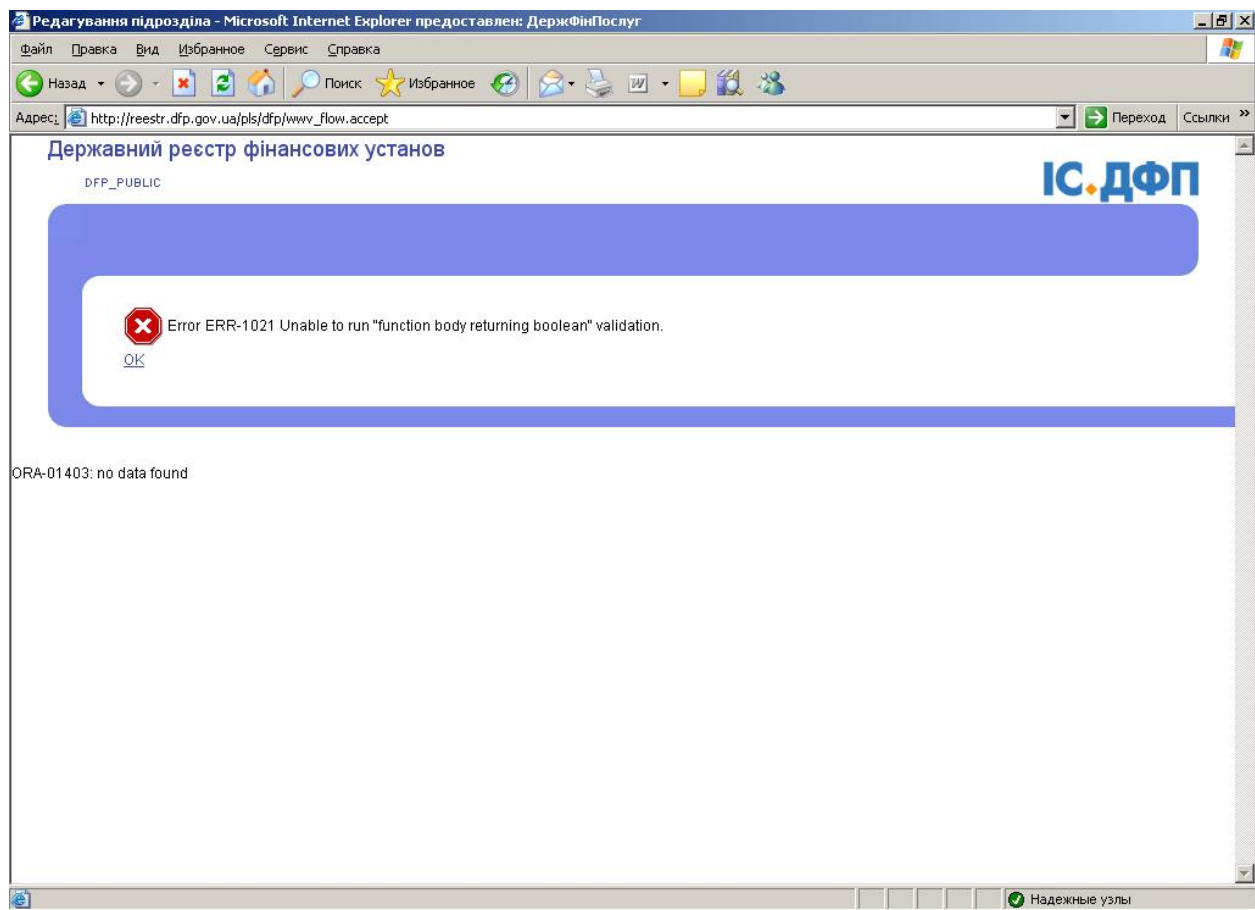 Редагування підрозділа - Microsoft Internet Explorer предоставлен: ДержФінПослуг
Файл Правка Вид Избранное Сервис Справка
Назад Поиск Избранное
Адрес: http://reestr.dfp.gov.ua/pls/dfp/wwv_flow.accept Переход Ссылки »
Державний реєстр фінансових установ
DFP_PUBLIC
ІС.ДФП
Error ERR-1021 Unable to run "function body returning boolean" validation.
OK
ORA-01403: no data found
Надежные узлы